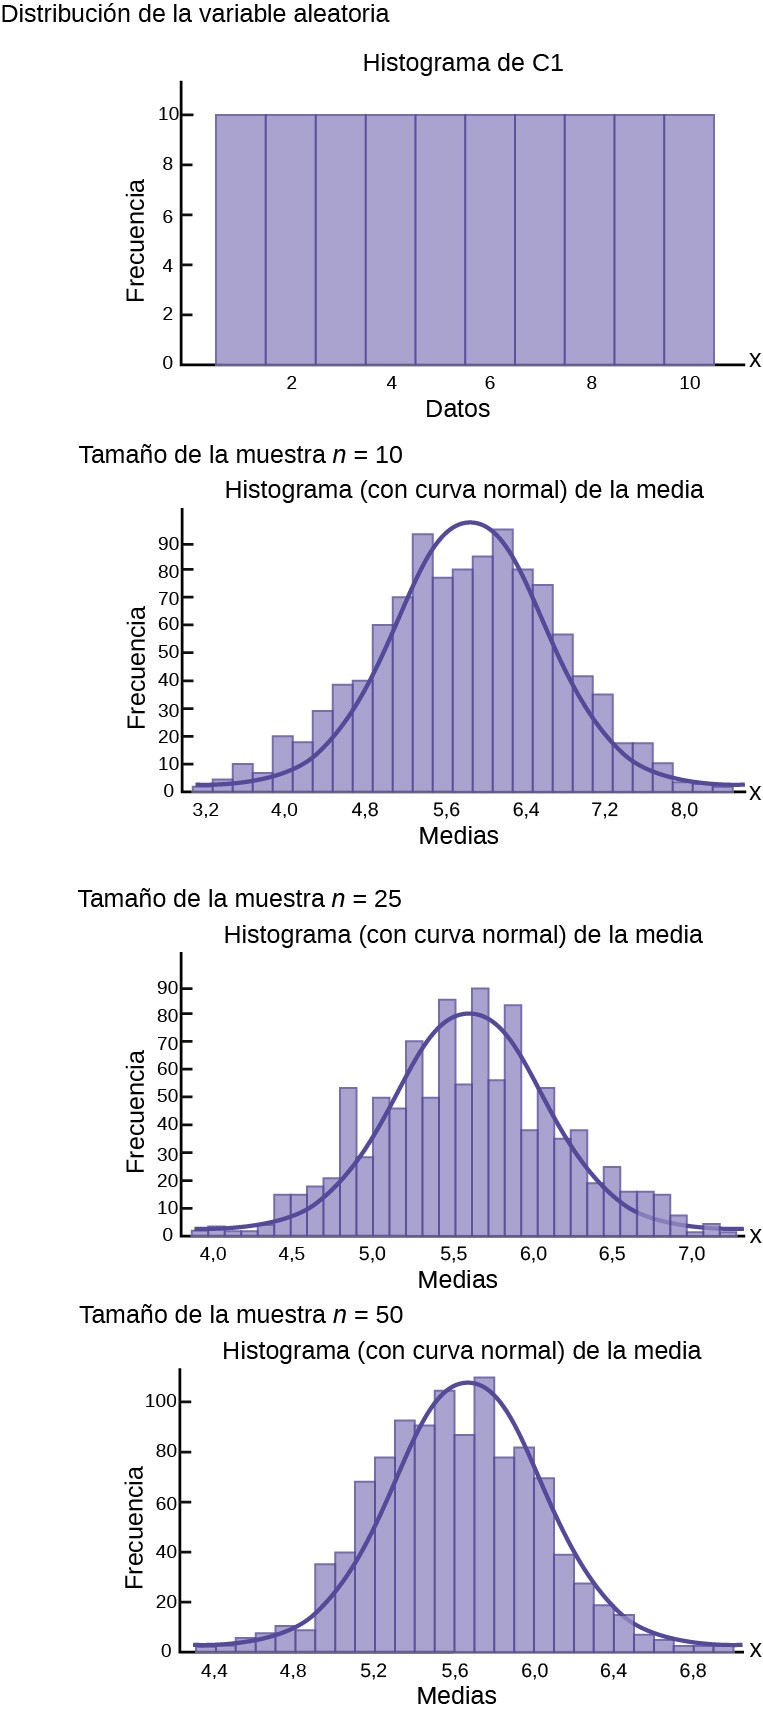 Distribución de la variable aleatoria
Histograma de C1
10
8
6
4
2
0
Frecuencia
2 4 6 8 10
X
Datos
Tamaño de la muestra n = 10
Histograma (con curva normal) de la media
90
80
70
60
50
40
30
20
10
0
Frecuencia
3,2 4,0 4,8 5,6 6,4 7,2 8,0
X
Medias
Tamaño de la muestra n = 25
Histograma (con curva normal) de la media
90
80
70
60
50
40
30
20
10
0
Frecuencia
4,0 4,5 5,0 5,5 6,0 6,5 7,0
X
Medias
Tamaño de la muestra n = 50
Histograma (con curva normal) de la media
100
80
60
40
20
0
Frecuencia
4,4 4,8 5,2 5,6 6,0 6,4 6,8
X
Medias